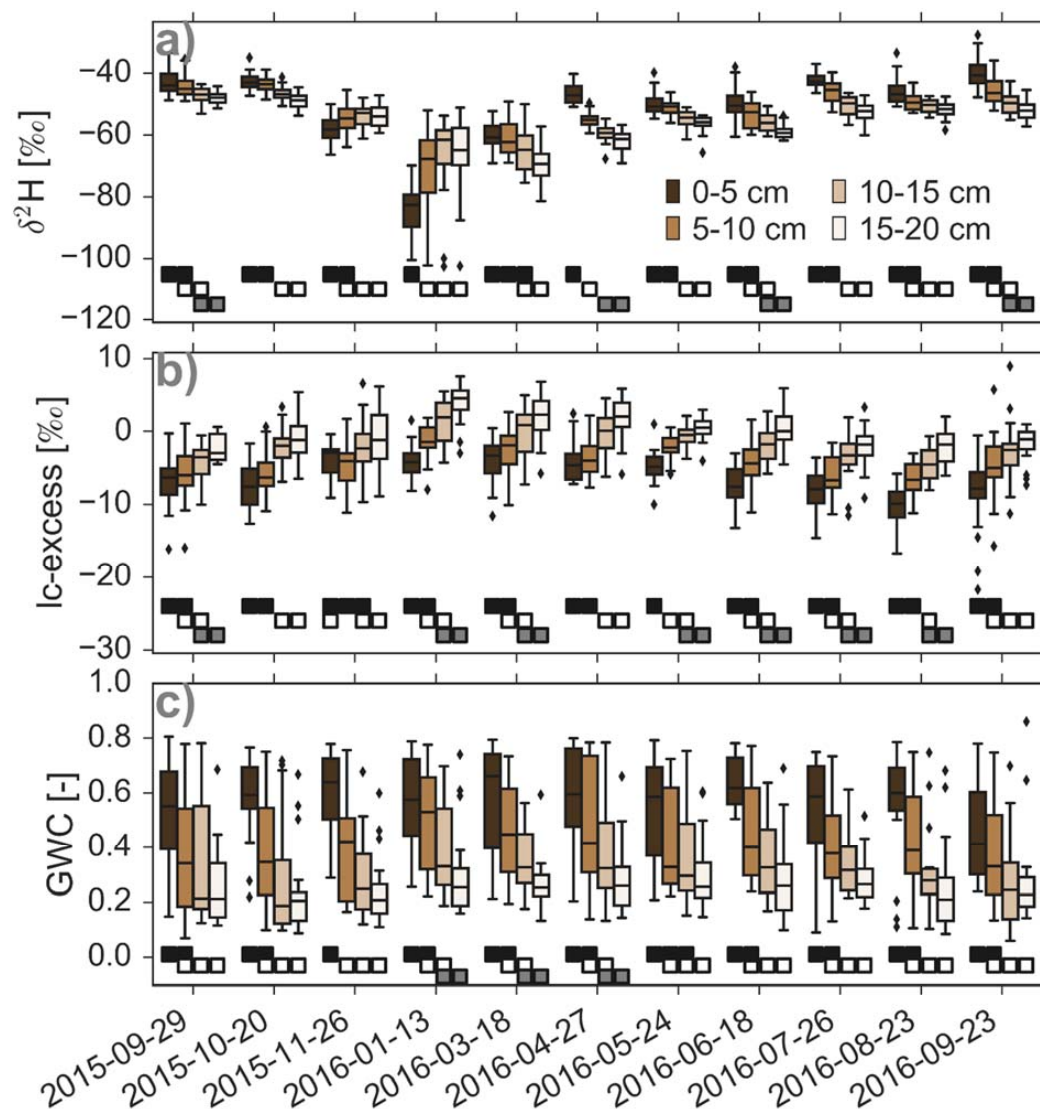 a)
δ²H [‰]
−40
−60
−80
−100
−120
0-5 cm
10-15 cm
5-10 cm
15-20 cm
b)
lc-excess [‰]
10
0
−10
−20
−30
c)
GWC [-]
1.0
0.8
0.6
0.4
0.2
0.0
2015-09-29
2015-10-20
2015-11-26
2016-01-13
2016-03-18
2016-04-27
2016-05-24
2016-06-18
2016-07-26
2016-08-23
2016-09-23